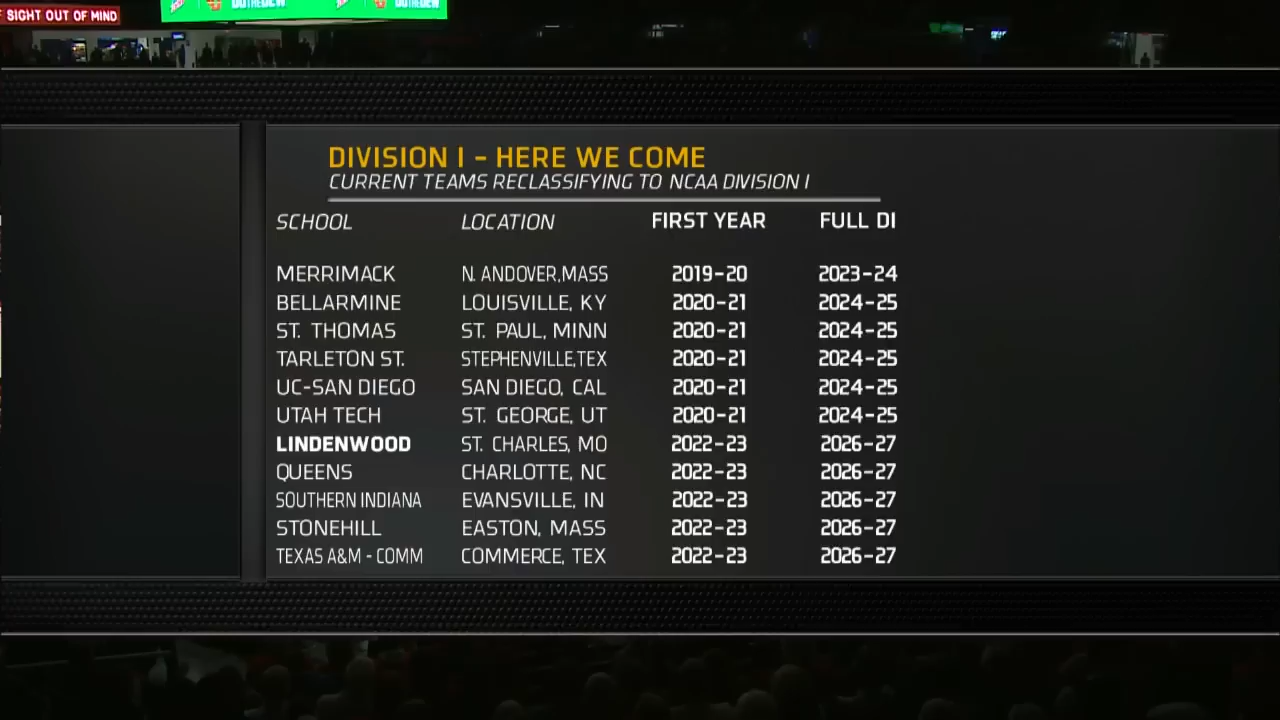 SIGHT OUT OF MIND
DIVISION I - HERE WE COME
CURRENT TEAMS RECLASSIFYING TO NCAA DIVISION I
SCHOOL LOCATION FIRST YEAR FULL DI
MERRIMACK N. ANDOVER,MASS 2019-20 2023-24
BELLARMINE LOUISVILLE, KY 2020-21 2024-25
ST. THOMAS ST. PAUL, MINN 2020-21 2024-25
TARLETON ST. STEPHENVILLE,TEX 2020-21 2024-25
UC-SAN DIEGO SAN DIEGO, CAL 2020-21 2024-25
UTAH TECH ST. GEORGE, UT 2020-21 2024-25
LINDENWOOD ST. CHARLES, MO 2022-23 2026-27
QUEENS CHARLOTTE, NC 2022-23 2026-27
SOUTHERN INDIANA EVANSVILLE, IN 2022-23 2026-27
STONEHILL EASTON, MASS 2022-23 2026-27
TEXAS A&M - COMM COMMERCE, TEX 2022-23 2026-27